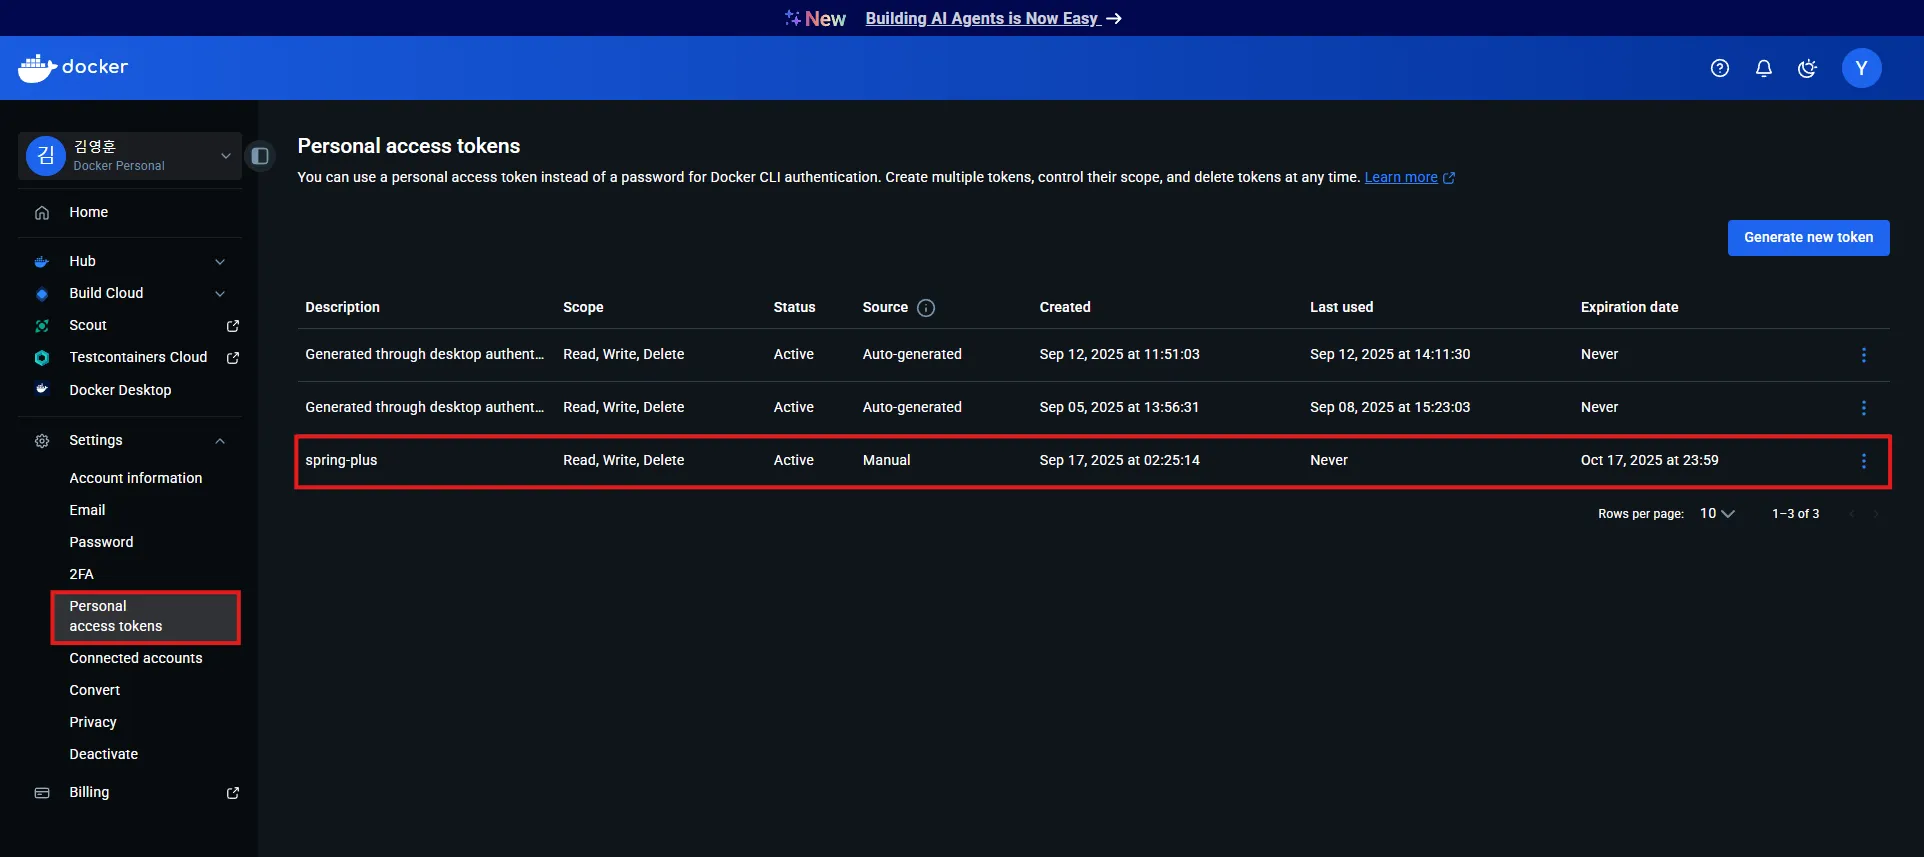 New Building AI Agents is Now Easy →
docker
Y
김
김영훈
Docker Personal
Home
Hub
Build Cloud
Scout
Testcontainers Cloud
Docker Desktop
Settings
Account information
Email
Password
2FA
Personal
access tokens
Connected accounts
Convert
Privacy
Deactivate
Billing
Personal access tokens
You can use a personal access token instead of a password for Docker CLI authentication. Create multiple tokens, control their scope, and delete tokens at any time. Learn more
Generate new token
Description Scope Status Source Created Last used Expiration date
Generated through desktop authent... Read, Write, Delete Active Auto-generated Sep 12, 2025 at 11:51:03 Sep 12, 2025 at 14:11:30 Never
Generated through desktop authent... Read, Write, Delete Active Auto-generated Sep 05, 2025 at 13:56:31 Sep 08, 2025 at 15:23:03 Never
spring-plus Read, Write, Delete Active Manual Sep 17, 2025 at 02:25:14 Never Oct 17, 2025 at 23:59
Rows per page: 10 1–3 of 3